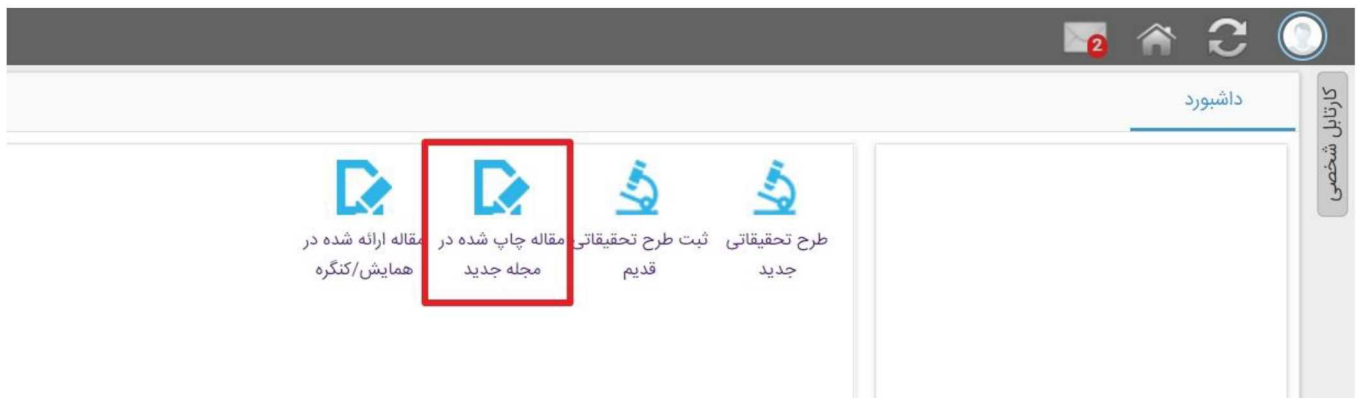 2
داشبورد
کارتابل شخصی
طرح تحقیقاتی
جدید
ثبت طرح تحقیقاتی
قدیم
مقاله چاپ شده در
مجله جدید
مقاله ارائه شده در
همایش/کنگره